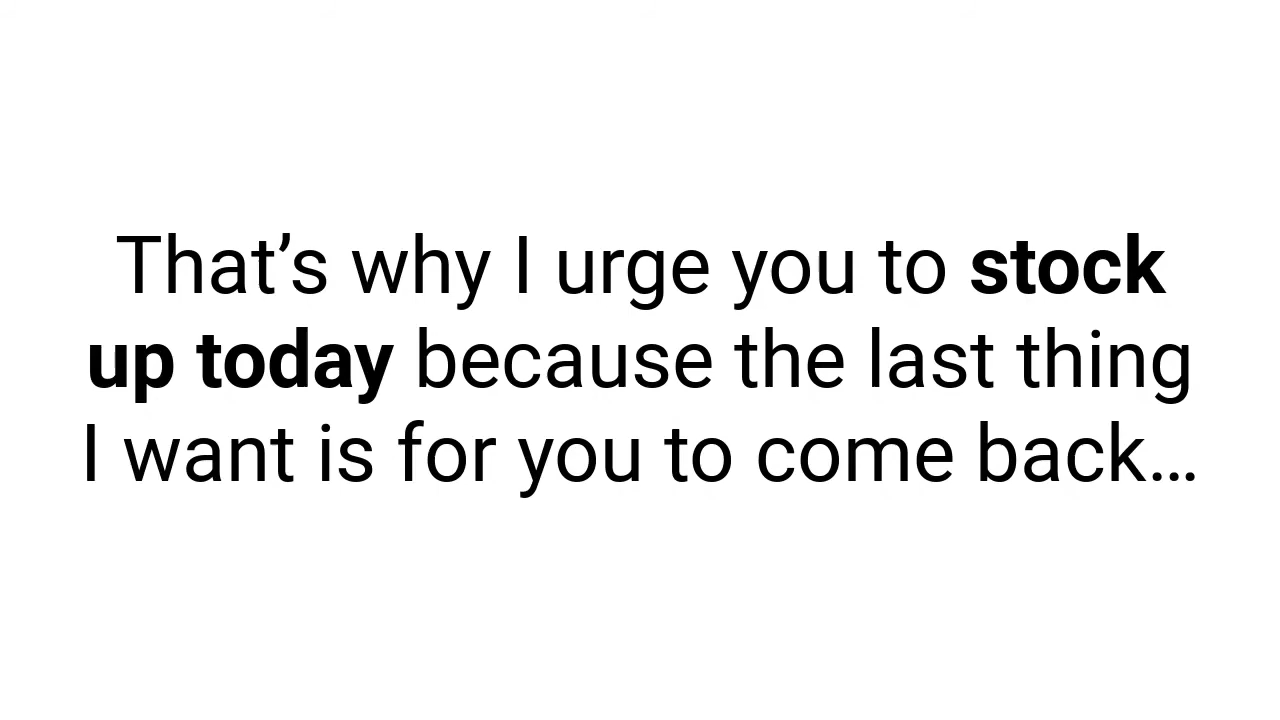 That’s why I urge you to stock
up today because the last thing
I want is for you to come back…